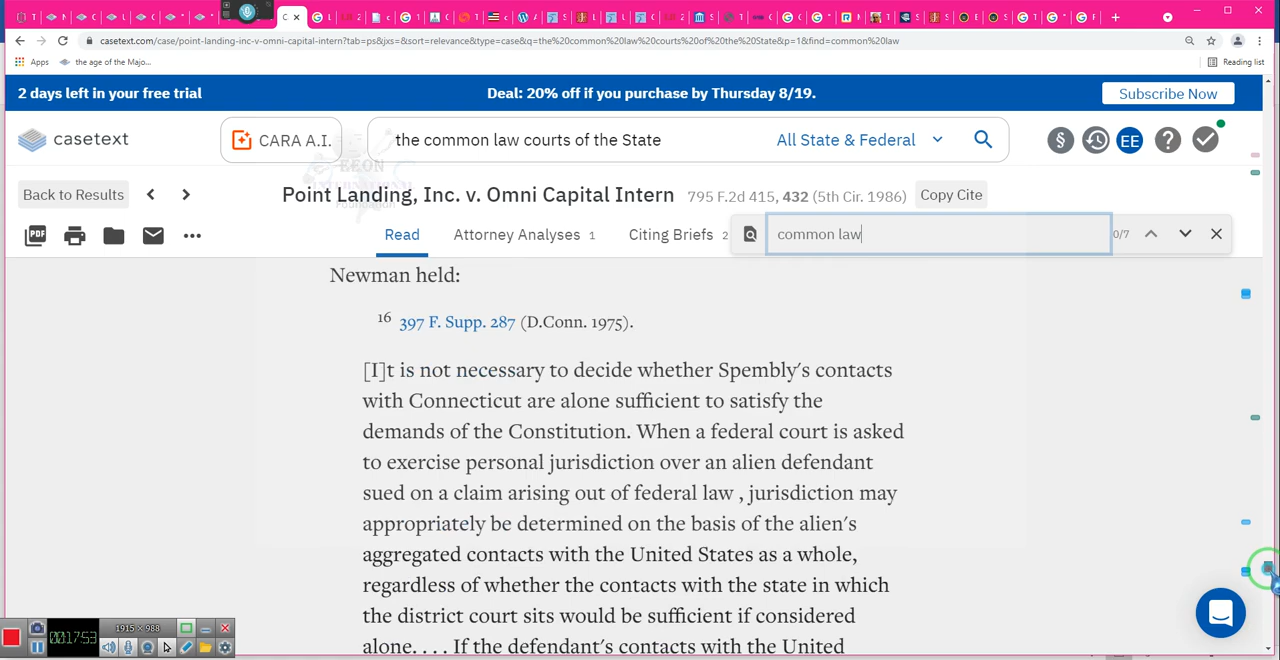 casetext.com/case/point-landing-inc-v-omni-capital-intern?tab=ps&jxs=&sort=relevance&type=case&q=the%20common%20law%20courts%20of%20the%20State&p=1&find=common%20law
Apps the age of the Majo... Reading list
2 days left in your free trial Deal: 20% off if you purchase by Thursday 8/19. Subscribe Now
casetext CARA A.I. the common law courts of the State All State & Federal § EE ?
Back to Results Point Landing, Inc. v. Omni Capital Intern 795 F.2d 415, 432 (5th Cir. 1986) Copy Cite
PDF Read Attorney Analyses 1 Citing Briefs 2 common law 0/7
Newman held:
16 397 F. Supp. 287 (D.Conn. 1975).
[I]t is not necessary to decide whether Spembly's contacts
with Connecticut are alone sufficient to satisfy the
demands of the Constitution. When a federal court is asked
to exercise personal jurisdiction over an alien defendant
sued on a claim arising out of federal law , jurisdiction may
appropriately be determined on the basis of the alien's
aggregated contacts with the United States as a whole,
regardless of whether the contacts with the state in which
the district court sits would be sufficient if considered
alone. . . . If the defendant's contacts with the United
1915 × 988
00:17:53
EEON
Foundation